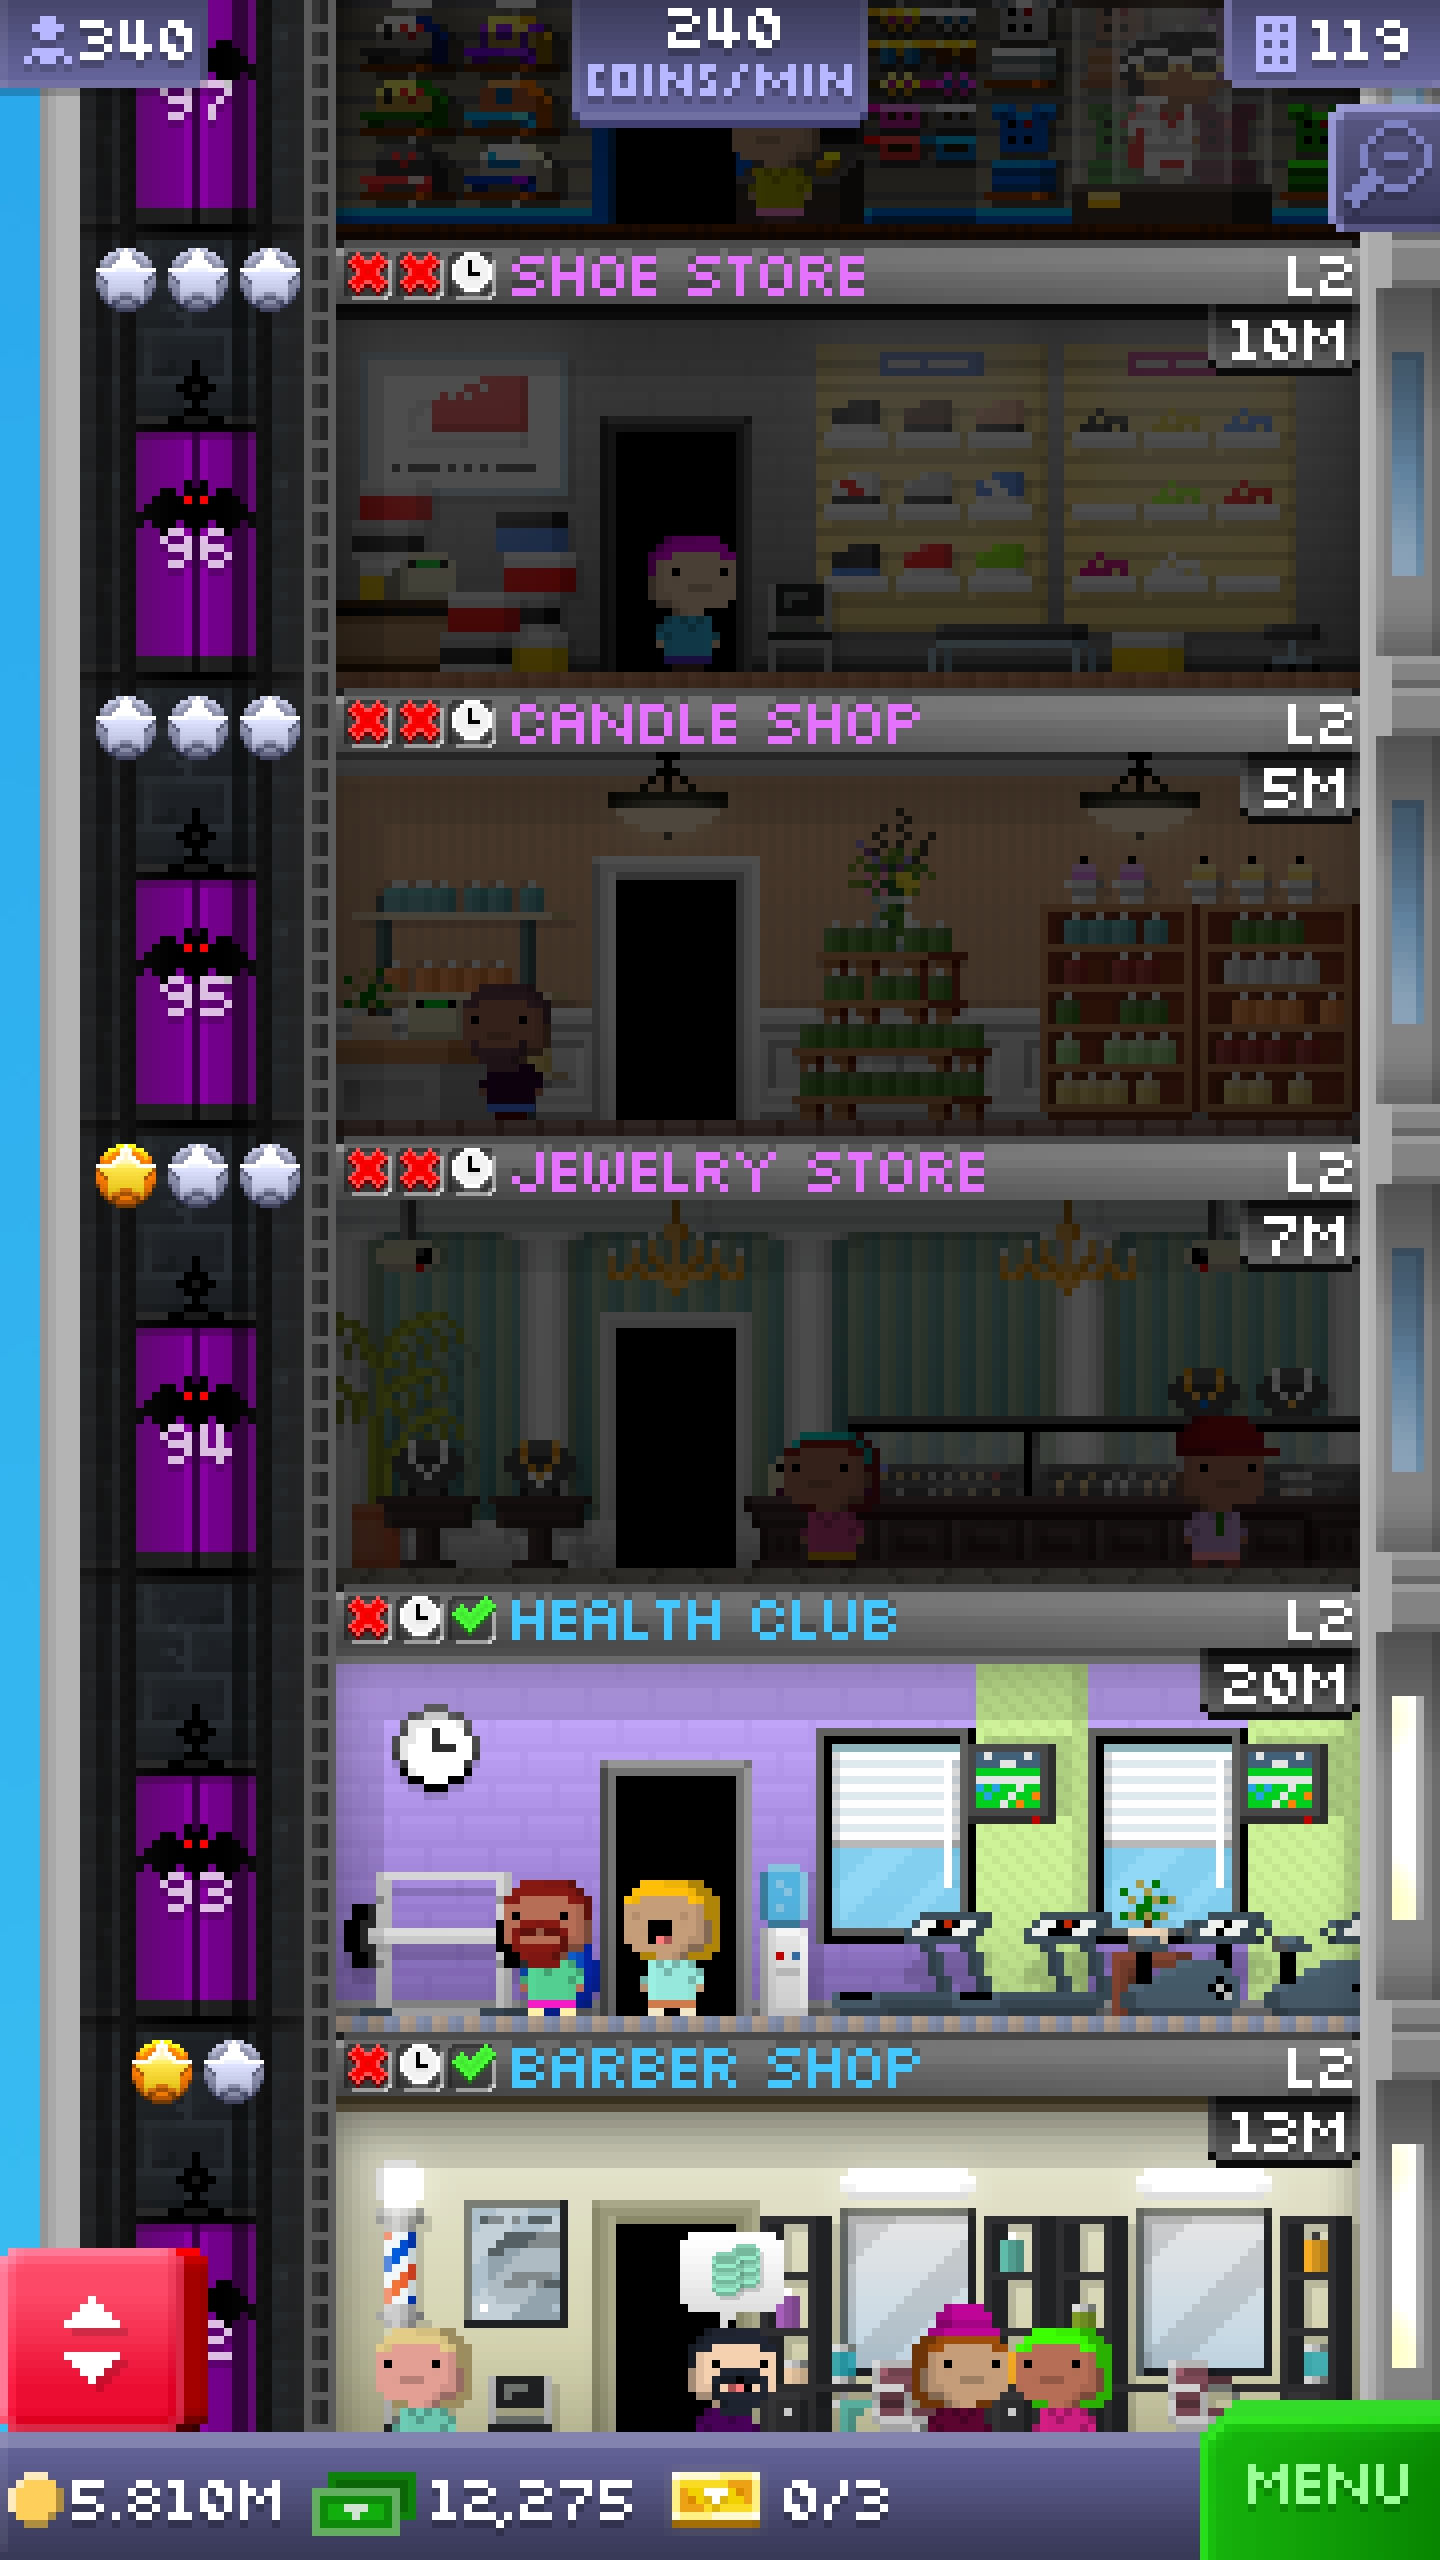 340
240
COINS/MIN
119
97
SHOE STORE
L2
10M
96
CANDLE SHOP
L2
5M
95
JEWELRY STORE
L2
7M
94
HEALTH CLUB
L2
20M
93
BARBER SHOP
L2
13M
5.810M
12,275
0/3
MENU